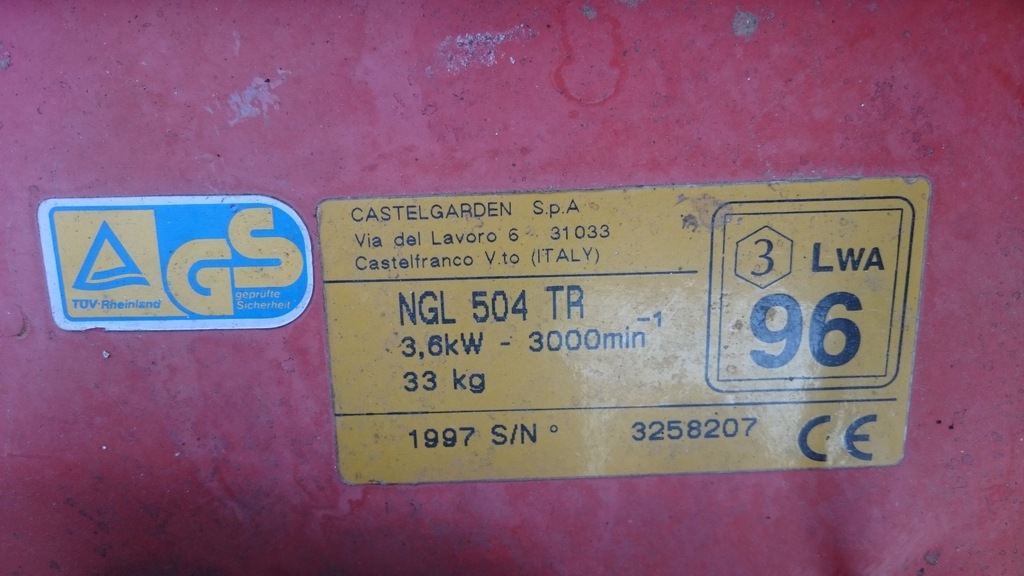 TÜV Rheinland
GS
geprüfte
Sicherheit
CASTELGARDEN S.p.A
Via del Lavoro 6 31033
Castelfranco V.to (ITALY)
NGL 504 TR
3,6kW - 3000min⁻¹
33 kg
1997 S/N° 3258207
3 LWA
96
CE